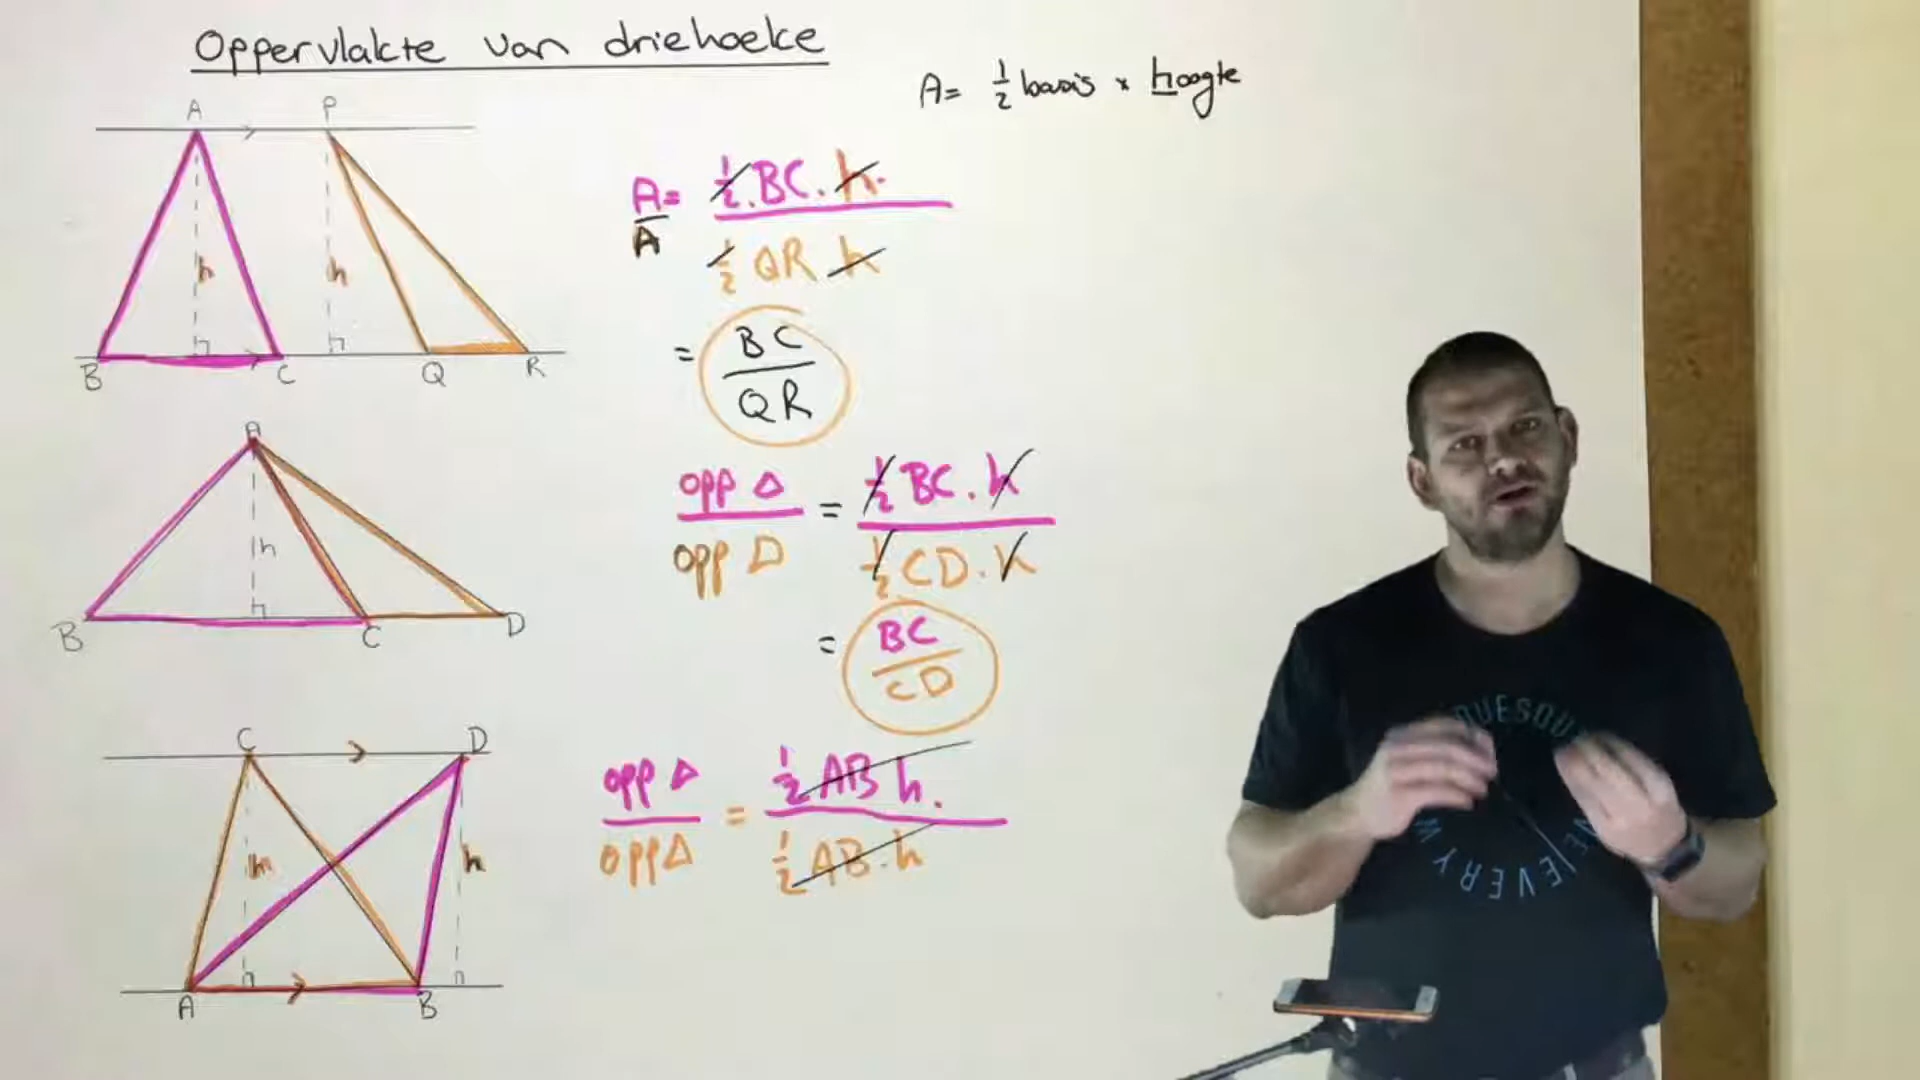 Oppervlakte van driehoeke
A = 1/2 basis × hoogte
A P
h h
B C Q R
A/A = 1/2.BC.h. / 1/2 QR h
= BC/QR
A
h
B C D
opp Δ / opp Δ = 1/2 BC.h / 1/2 CD.h
= BC/CD
C D
h h
A B
opp Δ / opp Δ = 1/2 AB h. / 1/2 AB.h